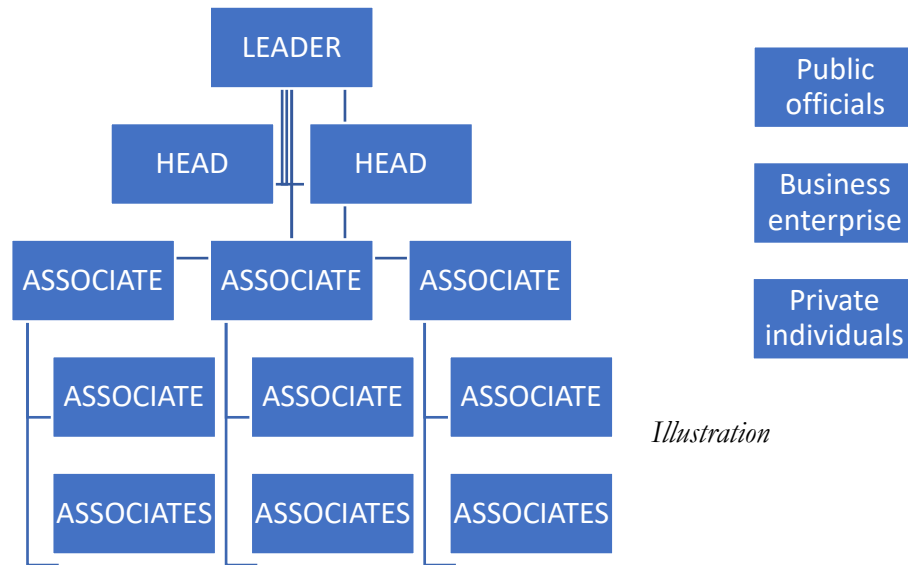 LEADER
HEAD
HEAD
ASSOCIATE
ASSOCIATE
ASSOCIATE
ASSOCIATE
ASSOCIATE
ASSOCIATE
ASSOCIATES
ASSOCIATES
ASSOCIATES
Public
officials
Business
enterprise
Private
individuals
Illustration